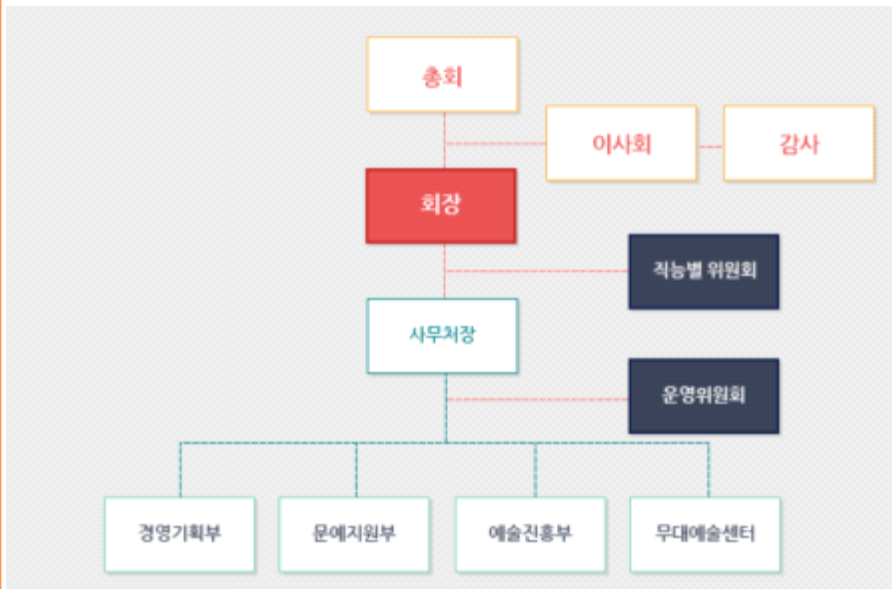 총회
이사회
감사
회장
직능별 위원회
사무처장
운영위원회
경영기획부
문예지원부
예술진흥부
무대예술센터